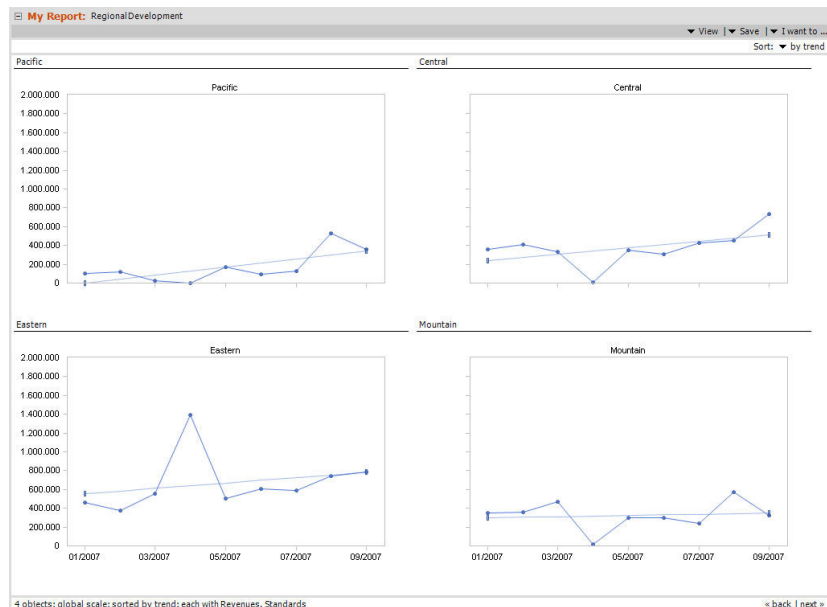 My Report: RegionalDevelopment
View | Save | I want to ...
Sort: by trend
Pacific
Central
Pacific
Central
2.000.000
1.800.000
1.600.000
1.400.000
1.200.000
1.000.000
800.000
600.000
400.000
200.000
0
Eastern
Mountain
Eastern
Mountain
2.000.000
1.800.000
1.600.000
1.400.000
1.200.000
1.000.000
800.000
600.000
400.000
200.000
0
01/2007 03/2007 05/2007 07/2007 09/2007
01/2007 03/2007 05/2007 07/2007 09/2007
4 objects; global scale; sorted by trend; each with Revenues, Standards
« back | next »